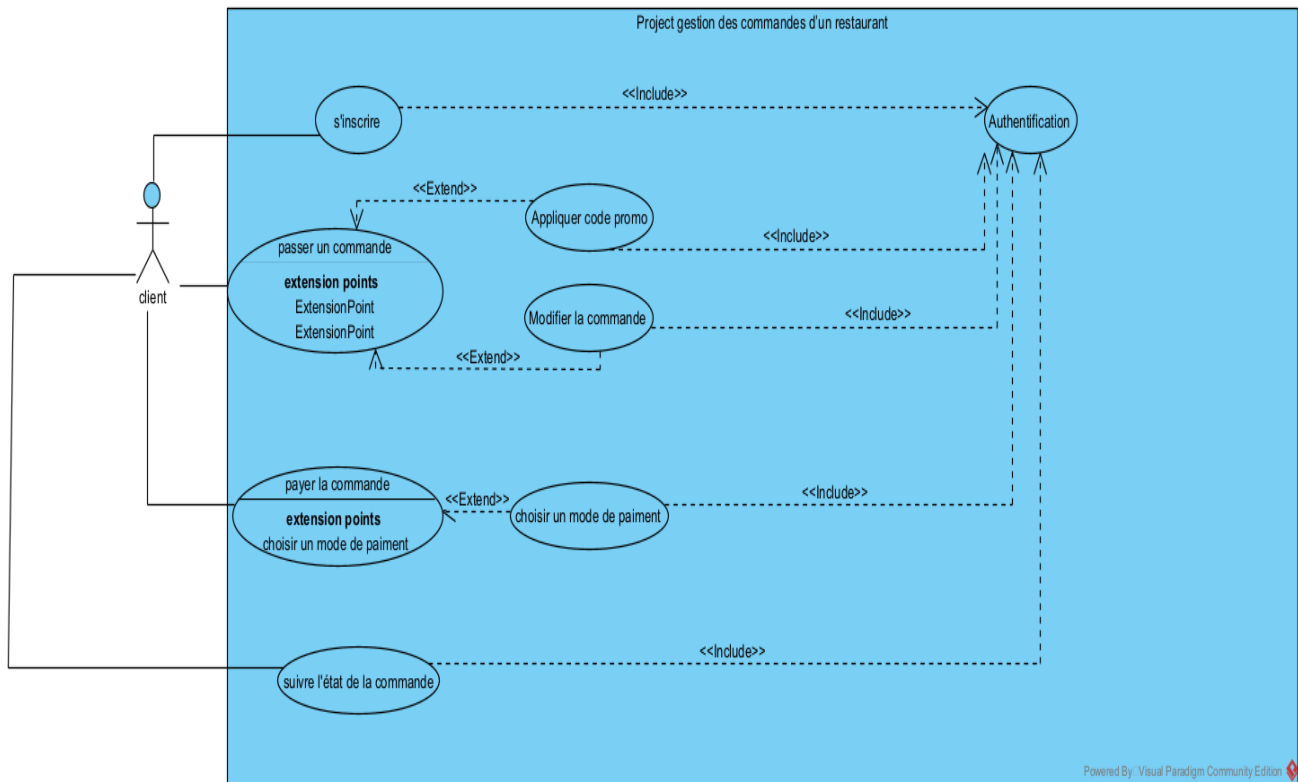 Project gestion des commandes d'un restaurant
<<Include>>
s'inscrire
Authentification
<<Extend>>
Appliquer code promo
<<Include>>
passer un commande
extension points
ExtensionPoint
ExtensionPoint
client
Modifier la commande
<<Include>>
<<Extend>>
payer la commande
extension points
choisir un mode de paiment
<<Extend>>
choisir un mode de paiment
<<Include>>
suivre l'état de la commande
<<Include>>
Powered By: Visual Paradigm Community Edition